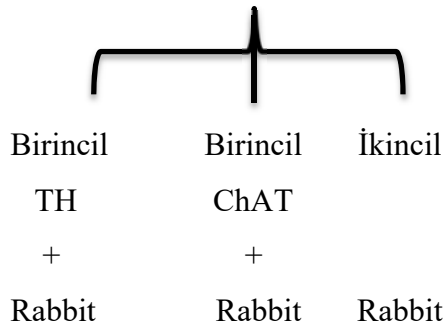 Birincil Birincil İkincil
TH ChAT
+ +
Rabbit Rabbit Rabbit